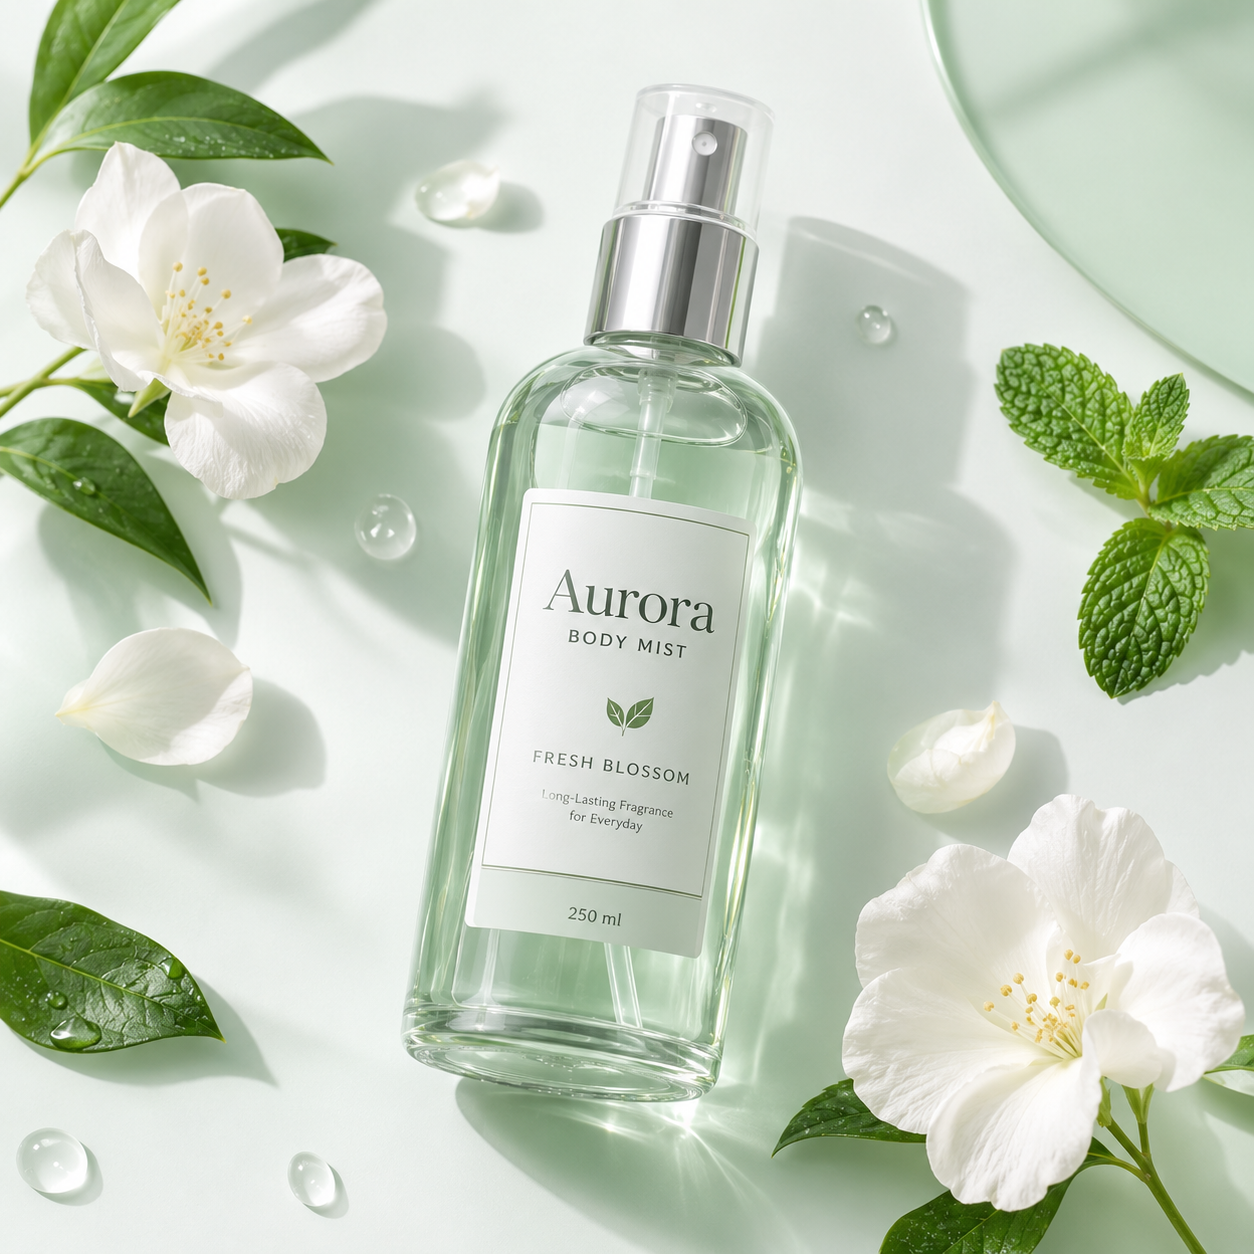 Aurora
BODY MIST
FRESH BLOSSOM
Long-Lasting Fragrance
for Everyday
250 ml